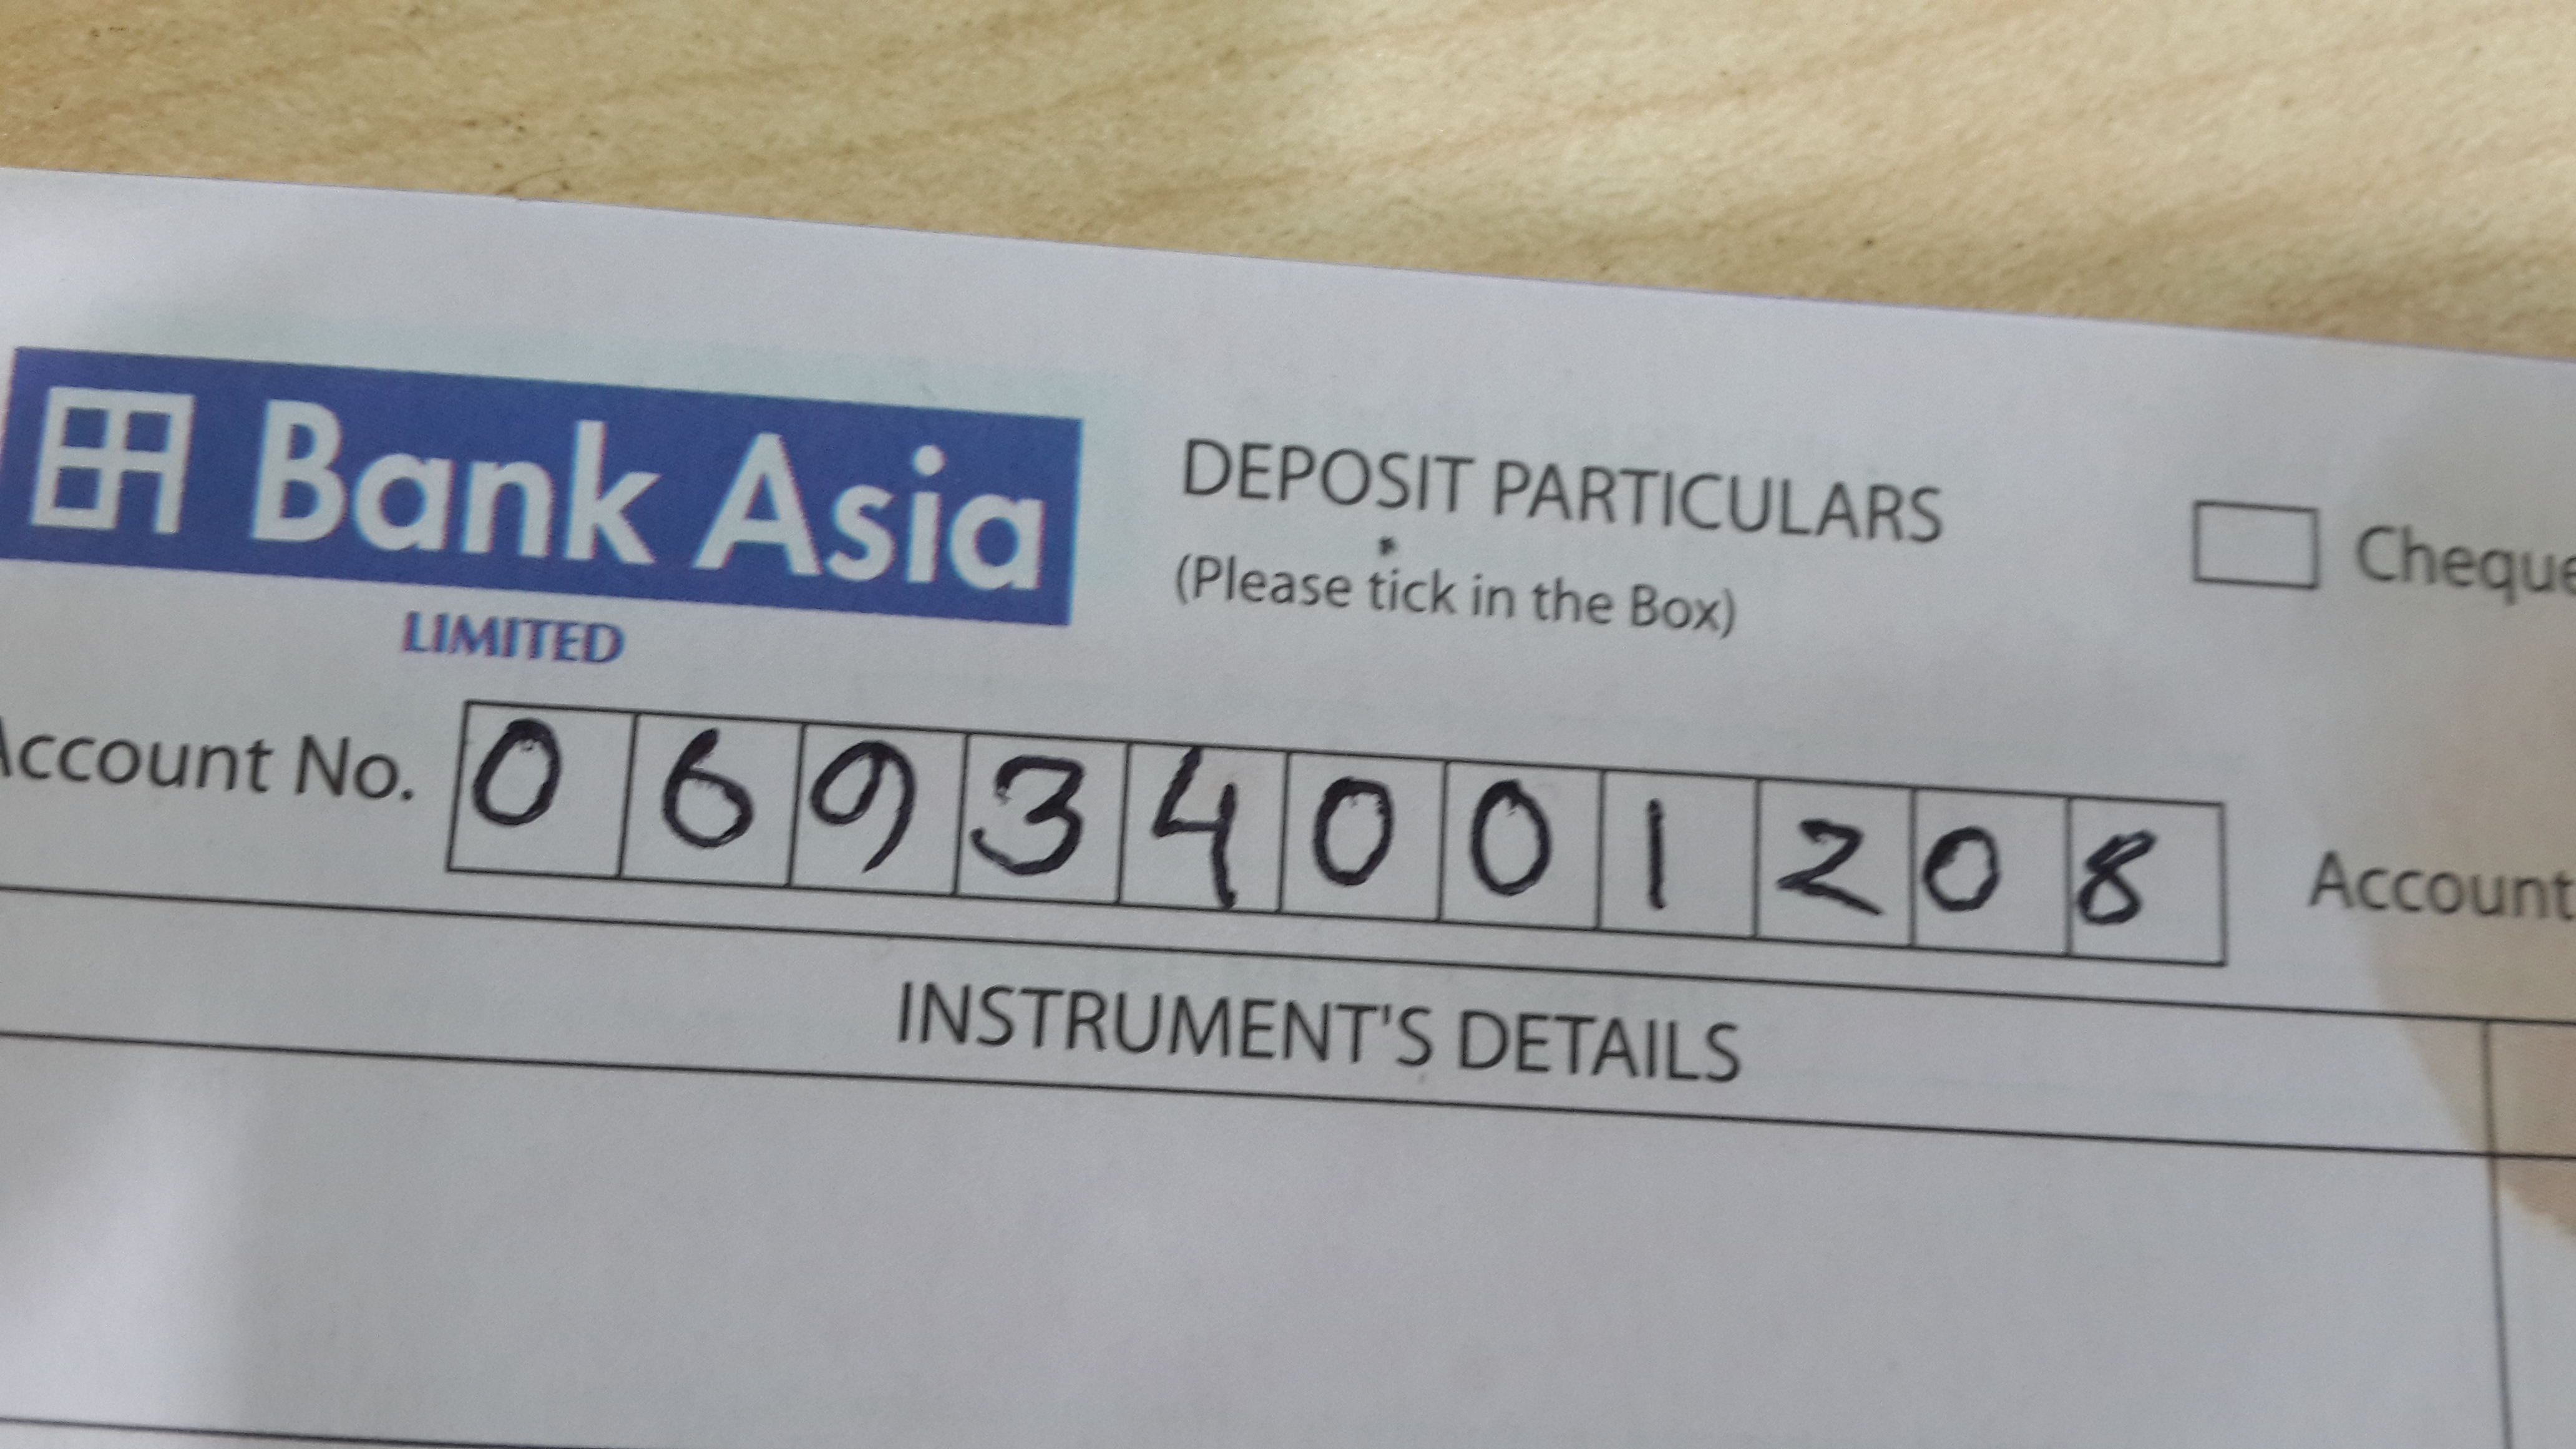 Bank Asia
LIMITED
DEPOSIT PARTICULARS
(Please tick in the Box)
Cheque
Account No. 0 6 9 3 4 0 0 1 2 0 8 Account
INSTRUMENT'S DETAILS